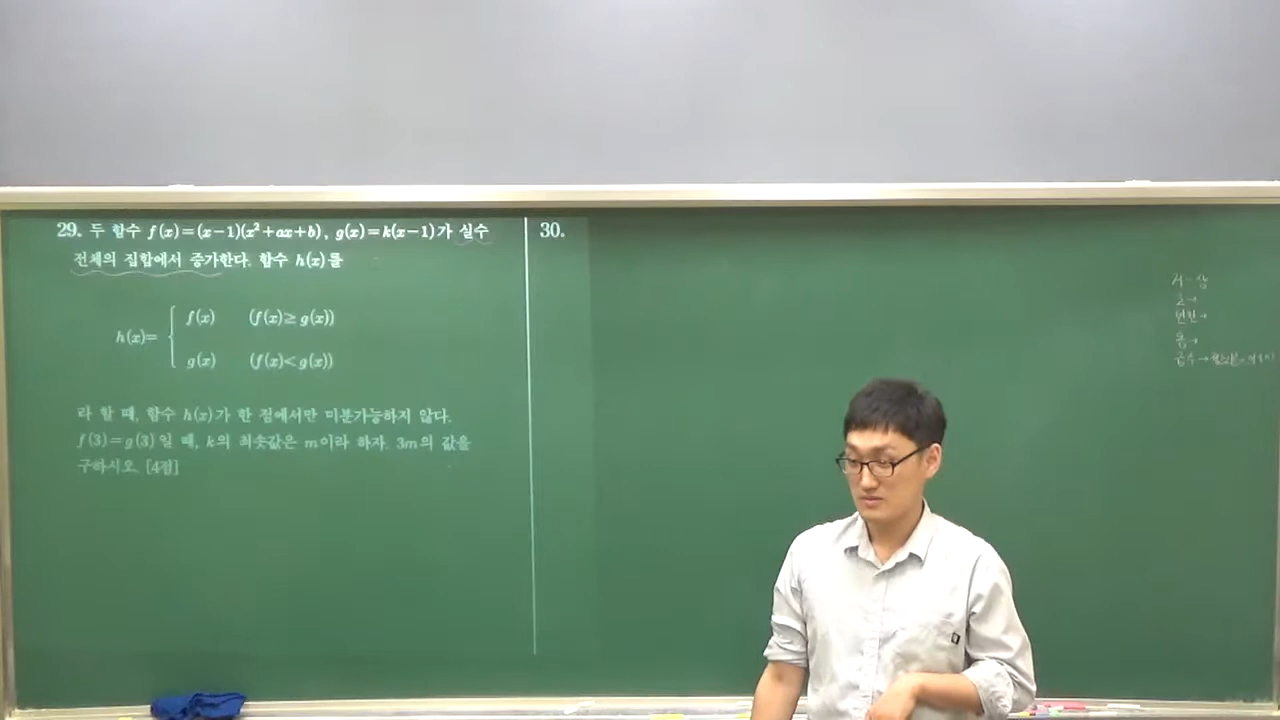 29. 두 함수 f(x)=(x-1)(x²+ax+b), g(x)=k(x-1)가 실수
전체의 집합에서 증가한다. 함수 h(x)를
h(x)= { f(x) (f(x)≥g(x))
g(x) (f(x)<g(x))
라 할 때, 함수 h(x)가 한 점에서만 미분가능하지 않다.
f(3)=g(3)일 때, k의 최솟값은 m이라 하자. 3m의 값을
구하시오. [4점]
30.